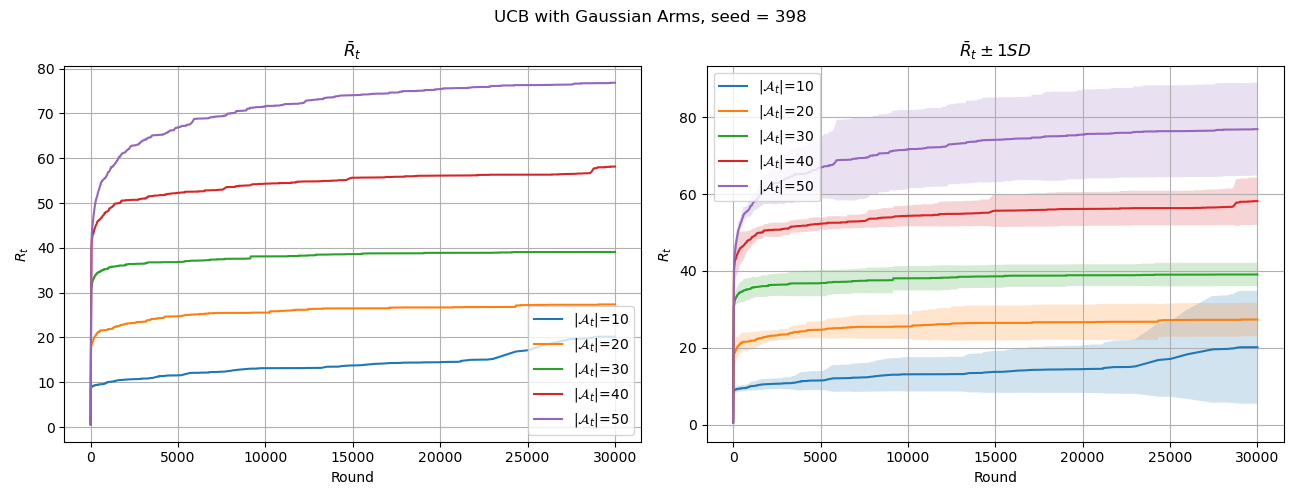 UCB with Gaussian Arms, seed = 398
R̄ₜ
80
70
60
50
40
30
20
10
0
Rₜ
0 5000 10000 15000 20000 25000 30000
Round
|𝒜ₜ|=10
|𝒜ₜ|=20
|𝒜ₜ|=30
|𝒜ₜ|=40
|𝒜ₜ|=50
R̄ₜ ± 1SD
80
60
40
20
0
Rₜ
0 5000 10000 15000 20000 25000 30000
Round
|𝒜ₜ|=10
|𝒜ₜ|=20
|𝒜ₜ|=30
|𝒜ₜ|=40
|𝒜ₜ|=50